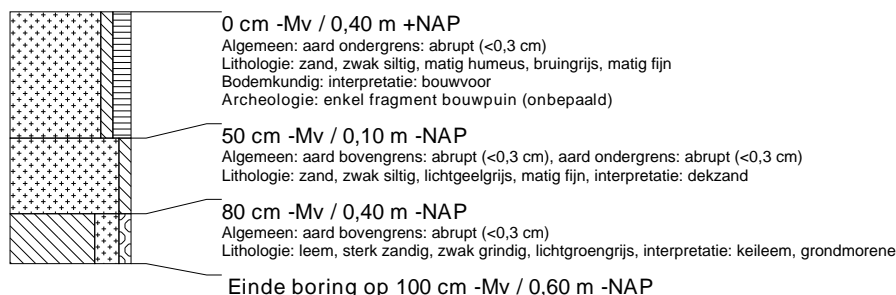 0 cm -Mv / 0,40 m +NAP
Algemeen: aard ondergrens: abrupt (<0,3 cm)
Lithologie: zand, zwak siltig, matig humeus, bruingrijs, matig fijn
Bodemkundig: interpretatie: bouwvoor
Archeologie: enkel fragment bouwpuin (onbepaald)
50 cm -Mv / 0,10 m -NAP
Algemeen: aard bovengrens: abrupt (<0,3 cm), aard ondergrens: abrupt (<0,3 cm)
Lithologie: zand, zwak siltig, lichtgeelgrijs, matig fijn, interpretatie: dekzand
80 cm -Mv / 0,40 m -NAP
Algemeen: aard bovengrens: abrupt (<0,3 cm)
Lithologie: leem, sterk zandig, zwak grindig, lichtgroengrijs, interpretatie: keileem, grondmorene
Einde boring op 100 cm -Mv / 0,60 m -NAP